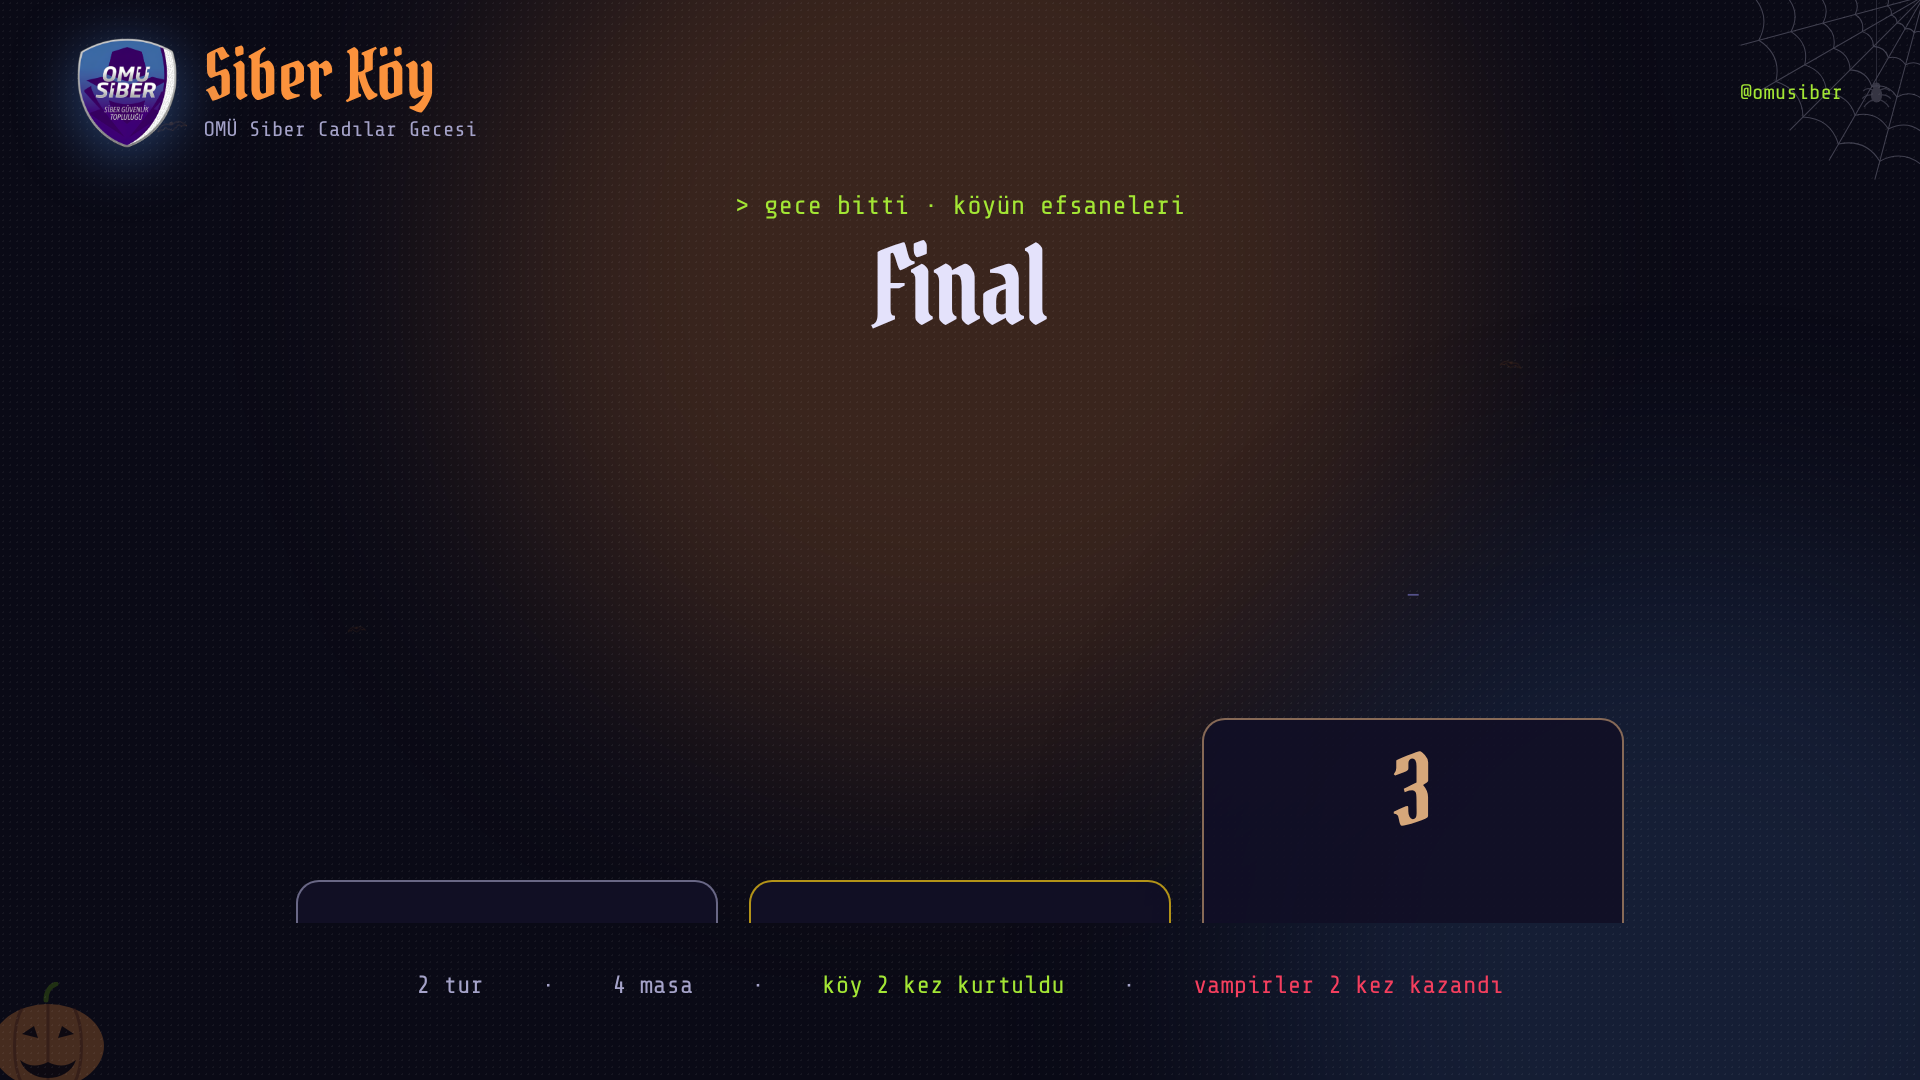 OMÜ
SİBER
SİBER GÜVENLİK
TOPLULUĞU
Siber Köy
OMÜ Siber Cadılar Gecesi
@omusiber
> gece bitti · köyün efsaneleri
Final
—
3
2 tur · 4 masa · köy 2 kez kurtuldu · vampirler 2 kez kazandı